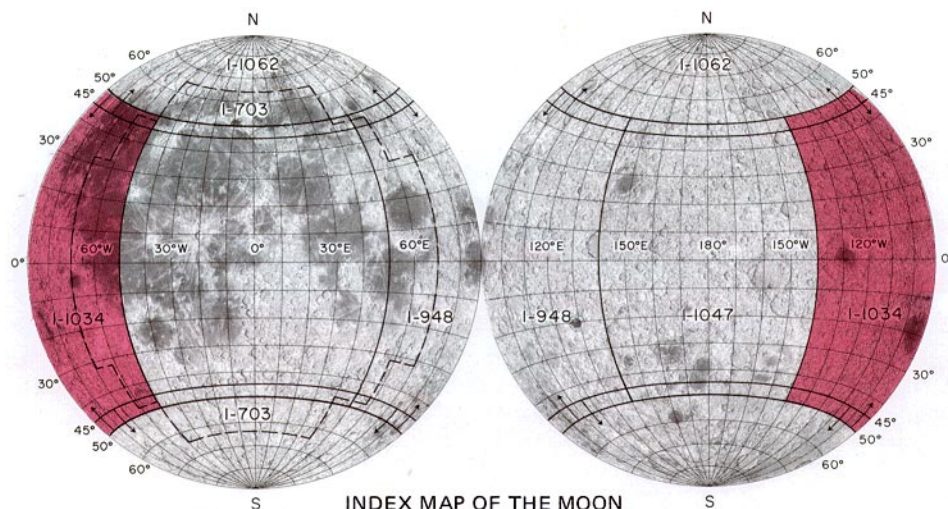 N
N
60°
I-1062
I-1062
60°
50°
50°
45°
I-703
45°
30°
30°
60°W
30°W
0°
30°E
60°E
120°E
150°E
180°
150°W
120°W
0°
0
I-1034
I-948
I-948
I-1047
I-1034
30°
30°
45°
I-703
45°
50°
50°
60°
60°
S
S
INDEX MAP OF THE MOON